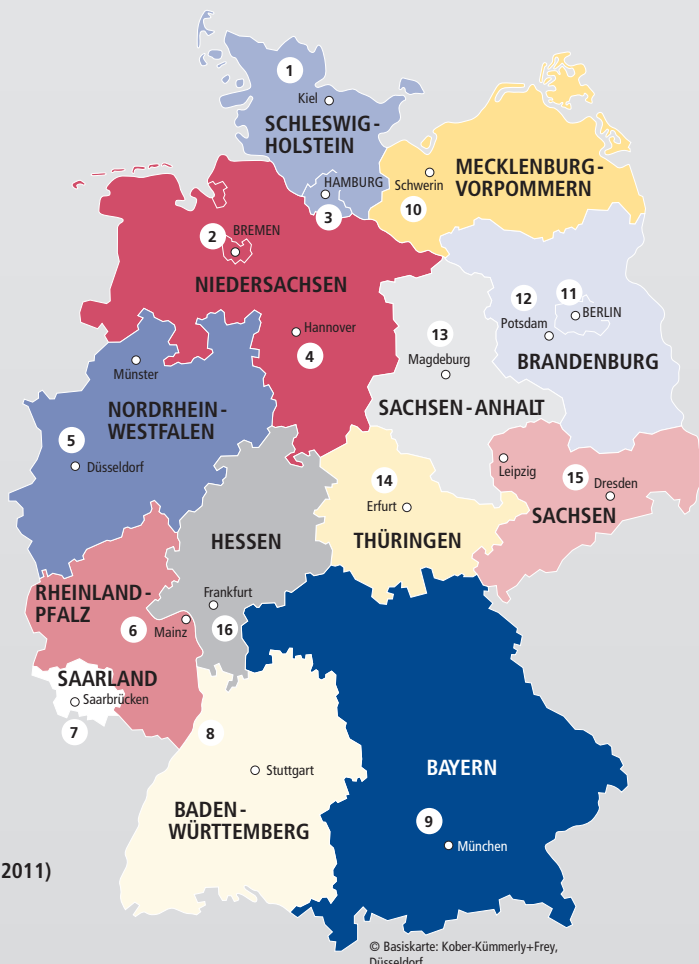 1
Kiel
SCHLESWIG-
HOLSTEIN
HAMBURG
3
MECKLENBURG-
VORPOMMERN
Schwerin
10
2
BREMEN
NIEDERSACHSEN
Hannover
4
12
11
BERLIN
Potsdam
BRANDENBURG
13
Magdeburg
SACHSEN-ANHALT
Münster
NORDRHEIN-
WESTFALEN
5
Düsseldorf
Leipzig
15
Dresden
SACHSEN
14
Erfurt
THÜRINGEN
HESSEN
Frankfurt
16
RHEINLAND-
PFALZ
6
Mainz
SAARLAND
Saarbrücken
7
8
Stuttgart
BADEN-
WÜRTTEMBERG
BAYERN
9
München
2011)
© Basiskarte: Kober-Kümmerly+Frey,
Düsseldorf